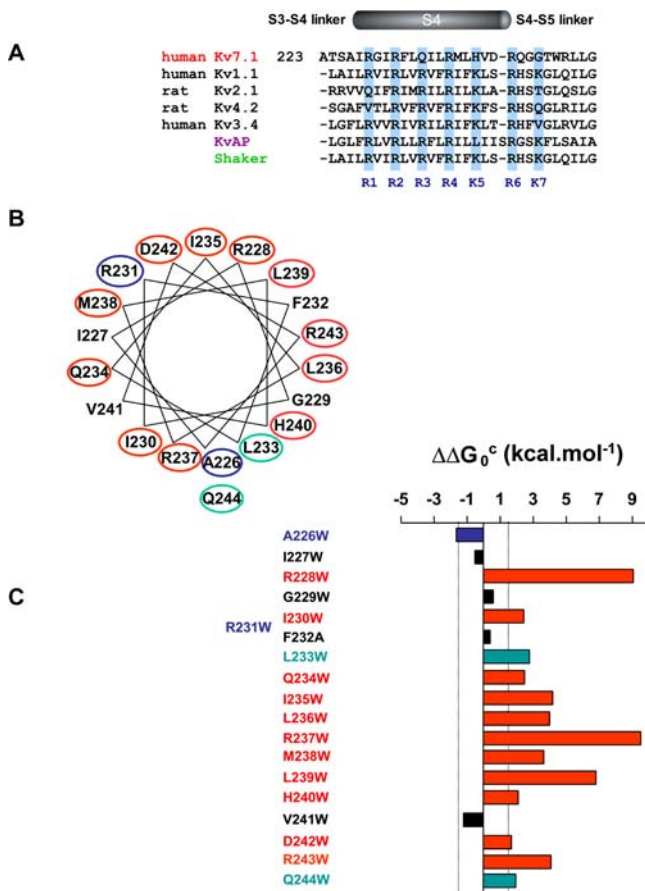 S3-S4 linker S4 S4-S5 linker
A
human Kv7.1 223 ATSAIRGIRFLQILRMLHVD-RQGGTWRLLG
human Kv1.1 -LAILRVIRLVRVFRIFKLS-RHSKGLQILG
rat Kv2.1 -RRVVQIFRIMRILRILKLA-RHSTGLQSLG
rat Kv4.2 -SGAFVTLRVFRVFRIFKFS-RHSQGLRILG
human Kv3.4 -LGFLRVVRIVRILRIFKLT-RHFVGLRVLG
KvAP -LGLFRLVRLLRFLRILLIISRGSKFLSAIA
Shaker -LAILRVIRLVRVFRIFKLS-RHSKGLQILG
R1 R2 R3 R4 K5 R6 K7
B
I235
D242 R228
R231 L239
M238 F232
I227 R243
Q234 L236
V241 G229
I230 H240
R237 A226 L233
Q244
ΔΔG0c (kcal.mol-1)
-5 -3 -1 1 3 5 7 9
C
A226W
I227W
R228W
G229W
I230W
R231W
F232A
L233W
Q234W
I235W
L236W
R237W
M238W
L239W
H240W
V241W
D242W
R243W
Q244W